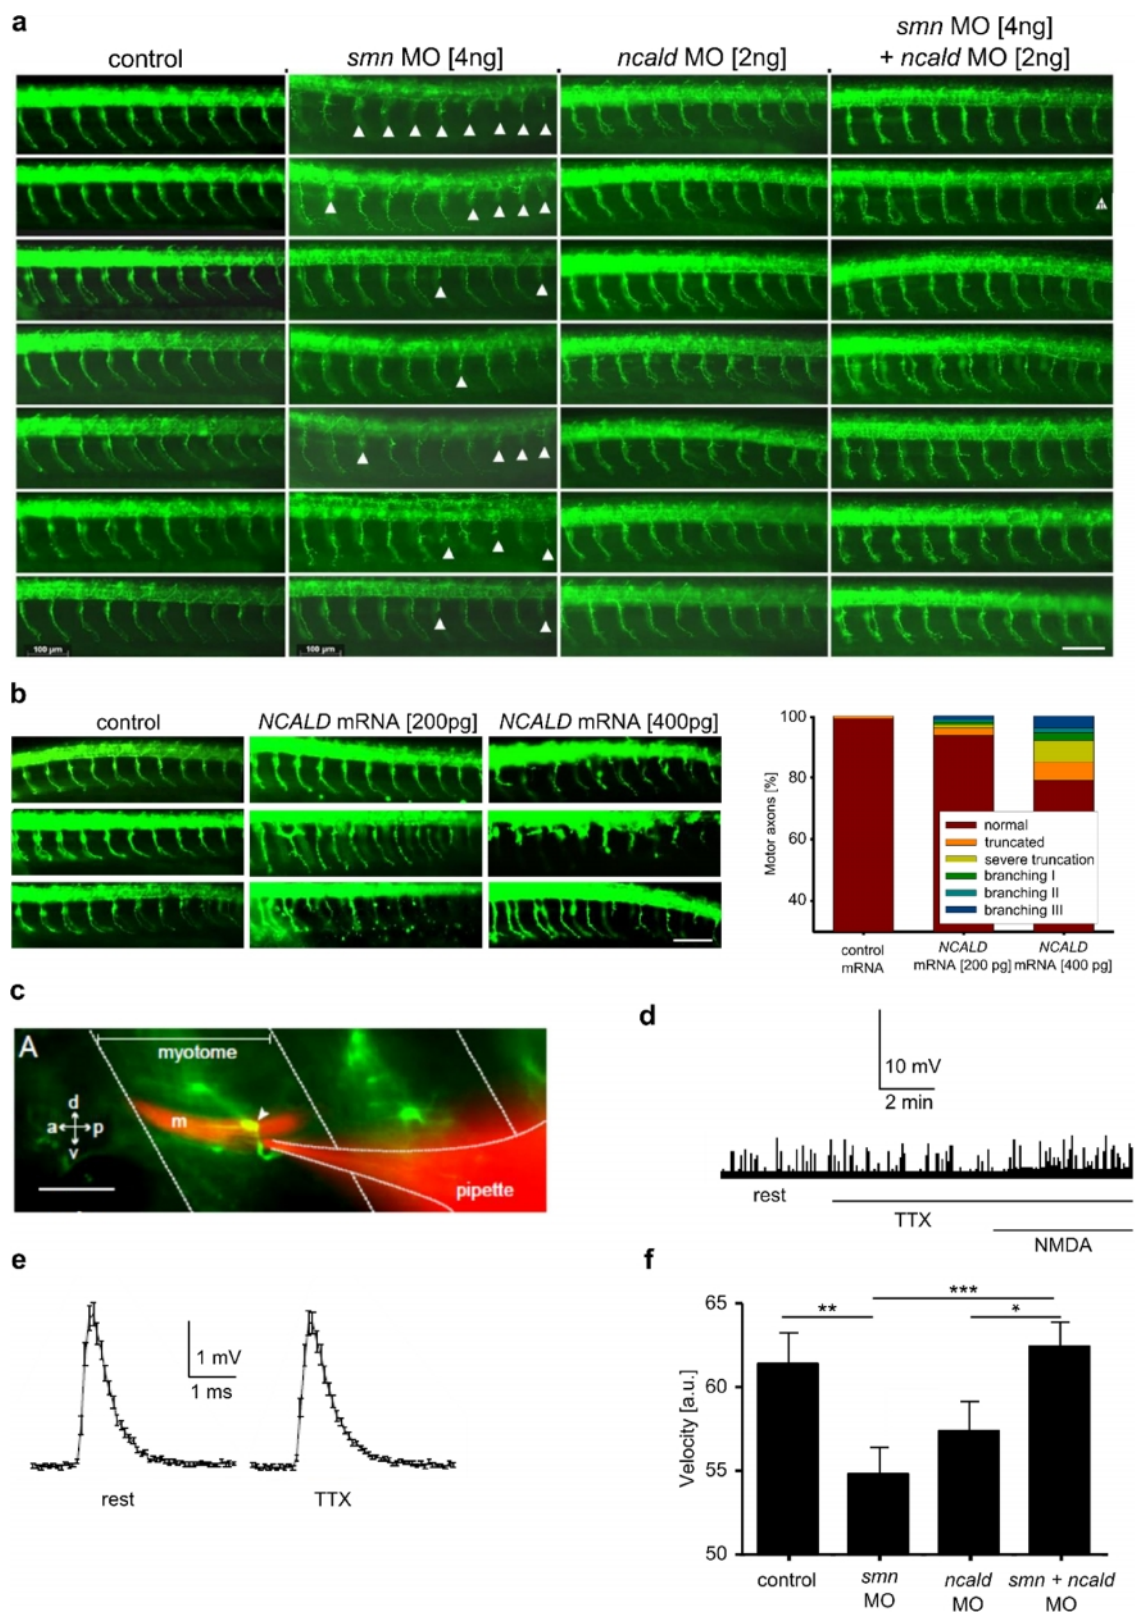 a
control
smn MO [4ng]
ncald MO [2ng]
smn MO [4ng]
+ ncald MO [2ng]
100 µm
100 µm
b
control
NCALD mRNA [200pg]
NCALD mRNA [400pg]
Motor axons [%]
100
80
60
40
normal
truncated
severe truncation
branching I
branching II
branching III
control
mRNA
NCALD
mRNA [200 pg]
NCALD
mRNA [400 pg]
c
A
myotome
d
a
p
v
m
pipette
d
10 mV
2 min
rest
TTX
NMDA
e
1 mV
1 ms
rest
TTX
f
Velocity [a.u.]
65
60
55
50
**
***
*
control
smn
MO
ncald
MO
smn + ncald
MO